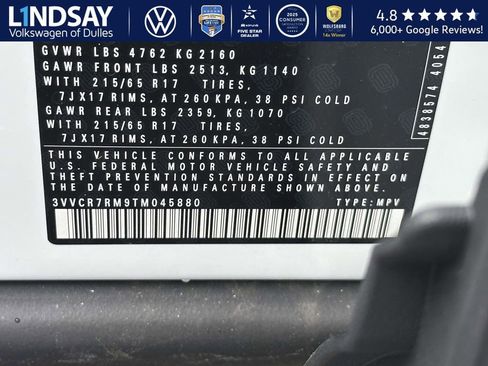 LINDSAY
Volkswagen of Dulles
4.8
6,000+ Google Reviews!
GVWR LBS 4762 KG2160
GAWR FRONT LBS 2513, KG1140
WITH 215/65 R17 TIRES,
7JX17 RIMS, AT 260KPA, 38 PSI COLD
GAWR REAR LBS 2359, KG1070
WITH 215/65 R17 TIRES,
7JX17 RIMS, AT 260KPA, 38 PSI COLD
THIS VEHICLE CONFORMS TO ALL APPLICABLE
U.S. FEDERAL MOTOR VEHICLE SAFETY AND
THEFT PREVENTION STANDARDS IN EFFECT ON THE
DATE OF MANUFACTURE SHOWN ABOVE.
3VVCR7RM9TM045880 TYPE:MPV
4838574 4054